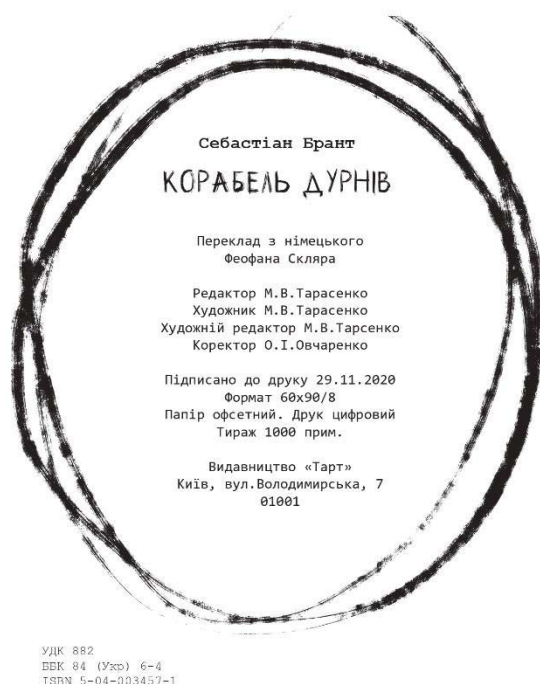 Себастіан Брант
КОРАБЕЛЬ ДУРНІВ
Переклад з німецького
Феофана Скляра
Редактор М.В.Тарасенко
Художник М.В.Тарасенко
Художній редактор М.В.Тарсенко
Коректор О.І.Овчаренко
Підписано до друку 29.11.2020
Формат 60х90/8
Папір офсетний. Друк цифровий
Тираж 1000 прим.
Видавництво «Тарт»
Київ, вул.Володимирська, 7
01001
УДК 882
ББК 84 (Укр) 6-4
ISBN 5-04-003457-1